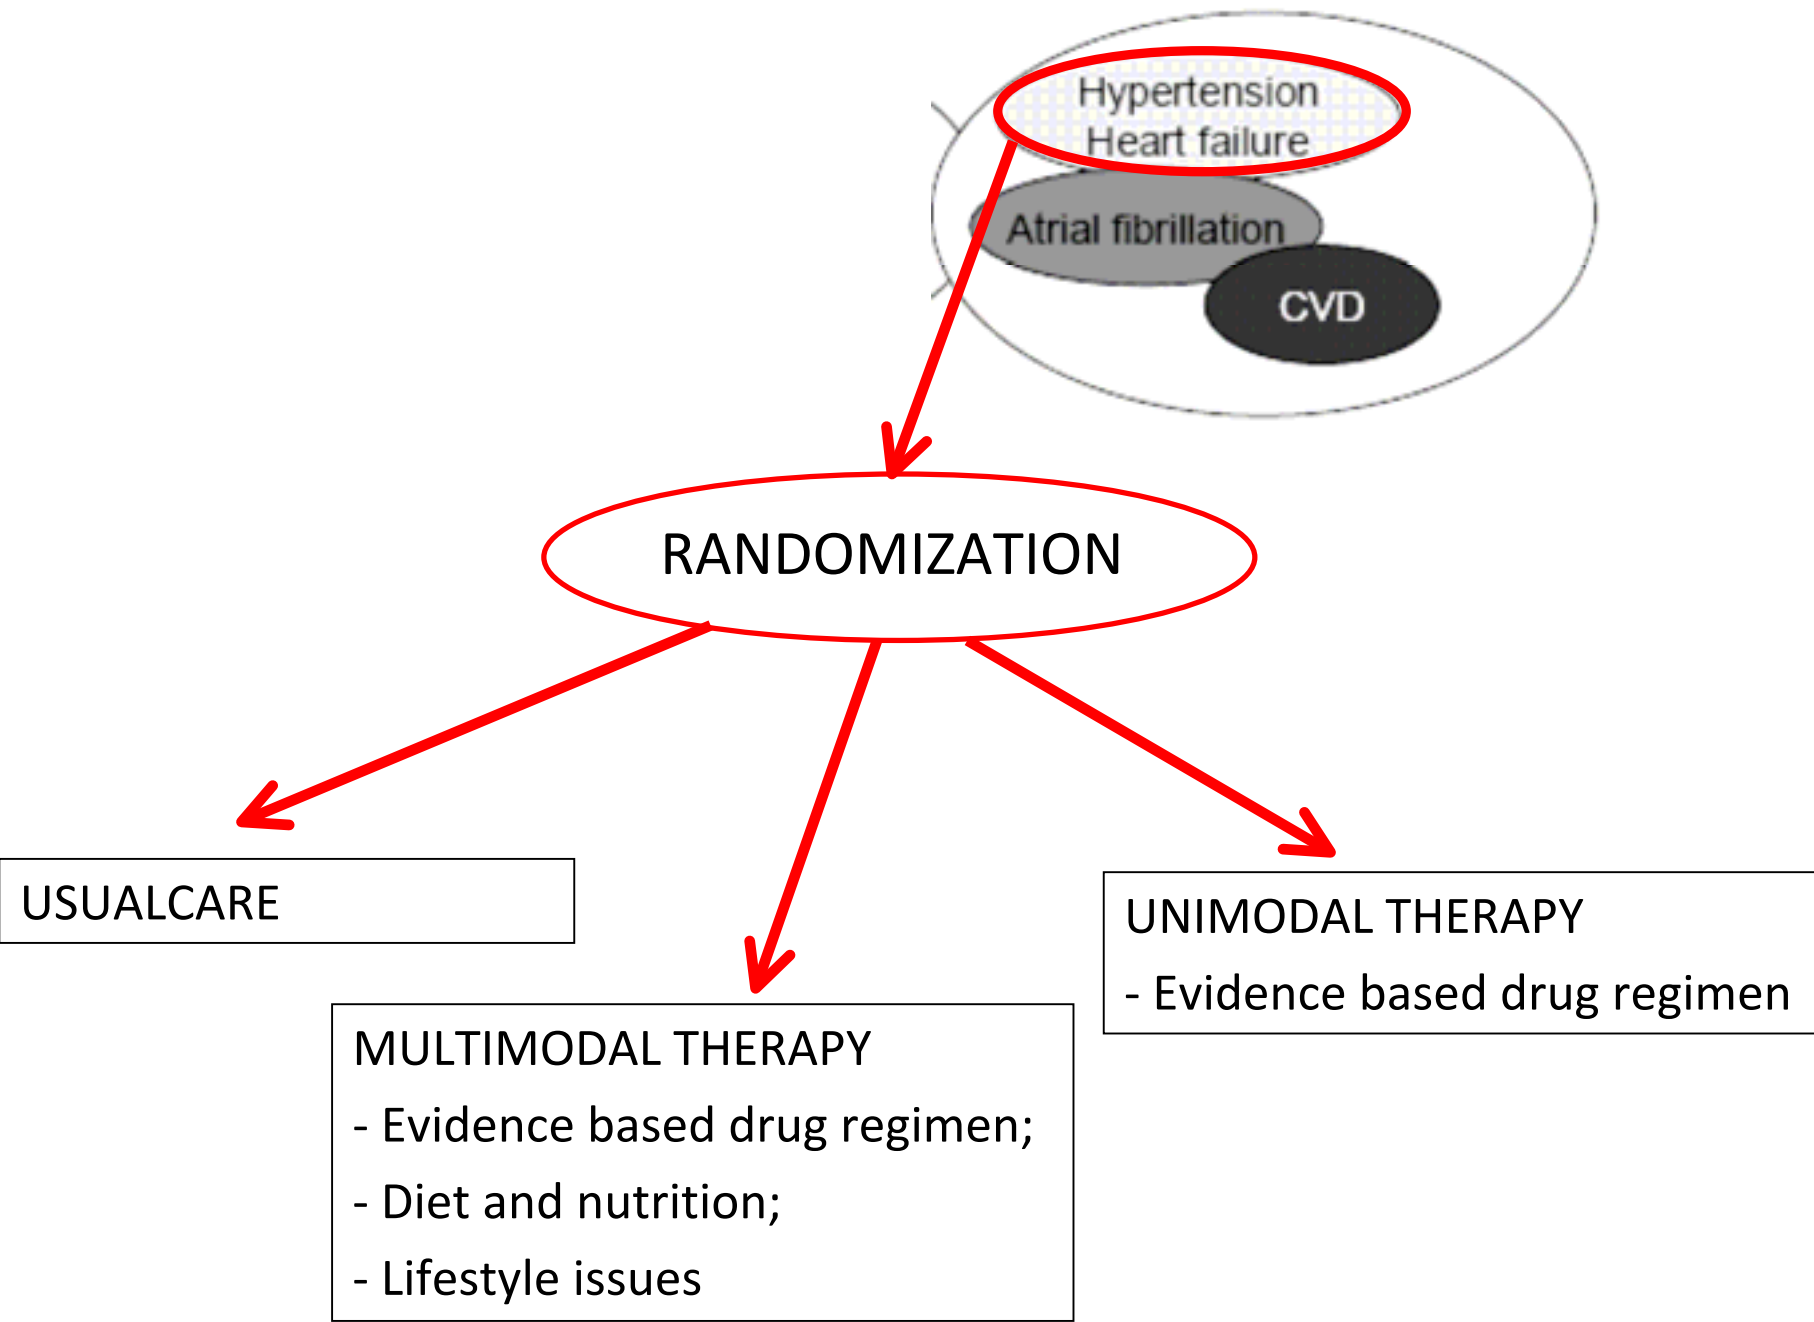 Hypertension
Heart failure
Atrial fibrillation
CVD
RANDOMIZATION
USUALCARE
UNIMODAL THERAPY
- Evidence based drug regimen
MULTIMODAL THERAPY
- Evidence based drug regimen;
- Diet and nutrition;
- Lifestyle issues